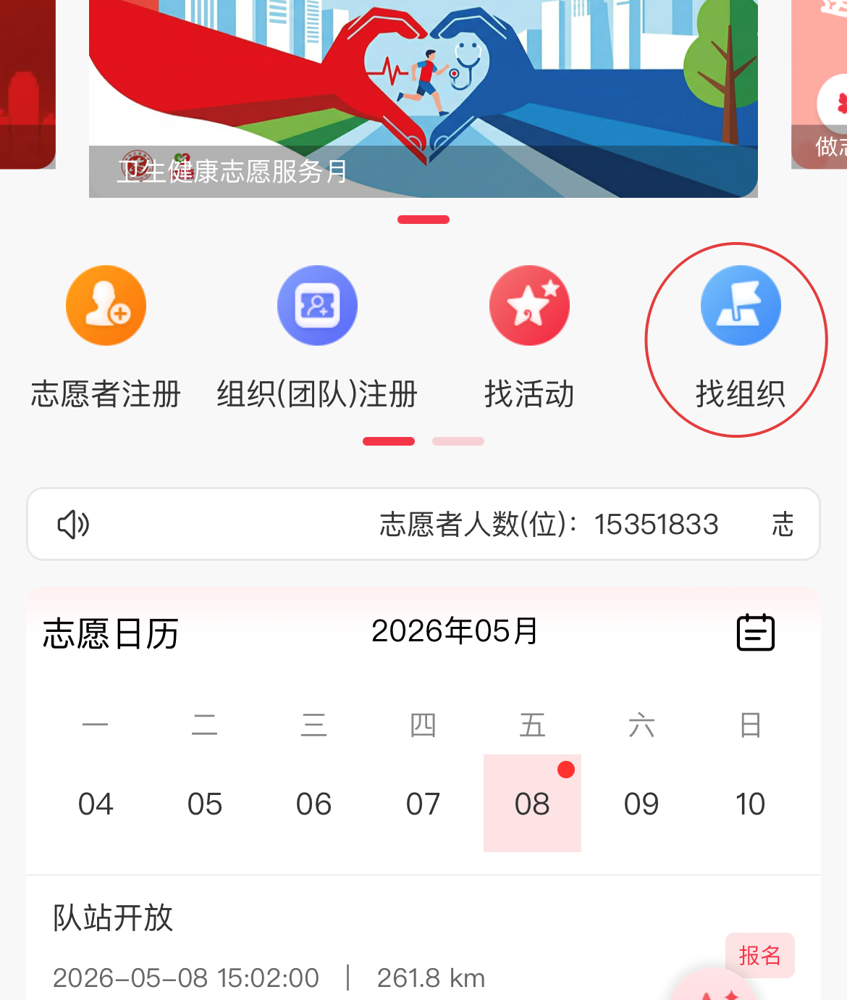 卫生健康志愿服务月
做志
志愿者注册
组织(团队)注册
找活动
找组织
志愿者人数(位)：15351833 志
志愿日历
2026年05月
一 二 三 四 五 六 日
04 05 06 07 08 09 10
队站开放
报名
2026-05-08 15:02:00 | 261.8 km